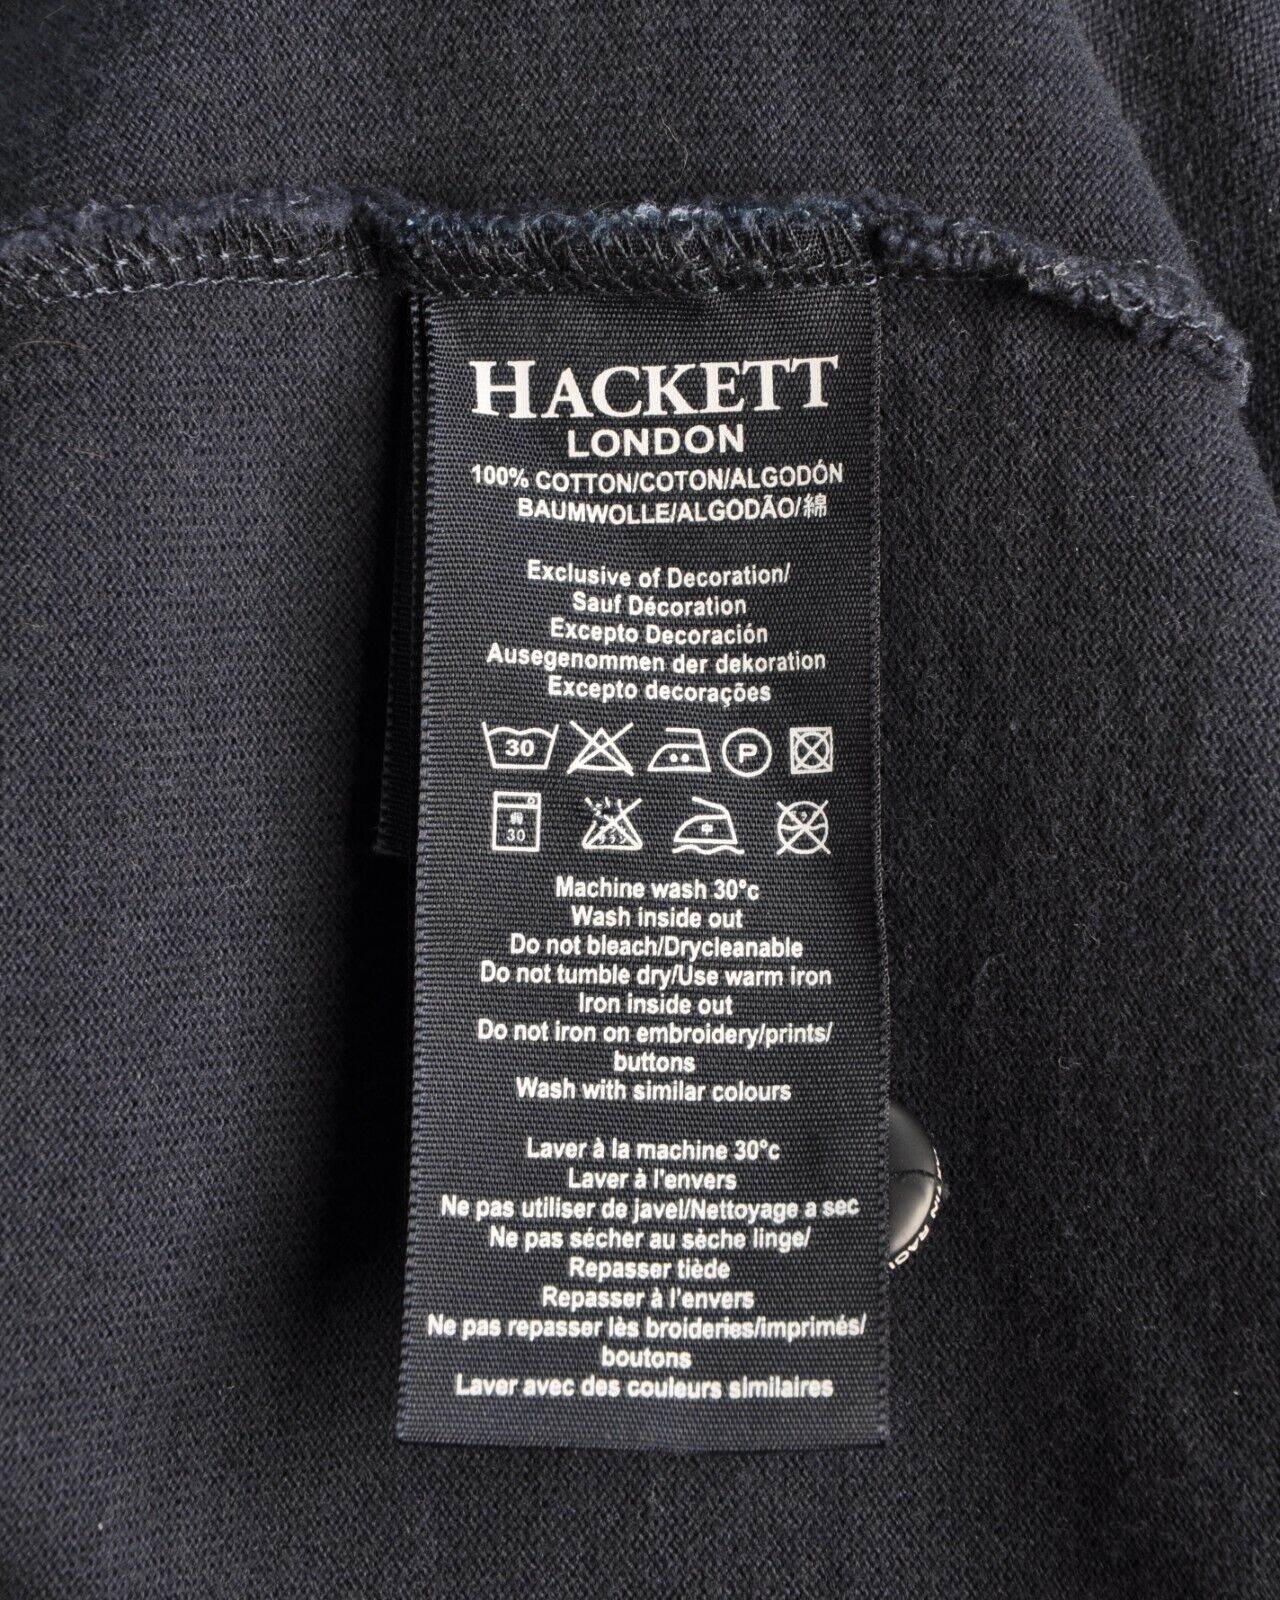 HACKETT
LONDON
100% COTTON/COTON/ALGODÓN
BAUMWOLLE/ALGODÃO/綿
Exclusive of Decoration/
Sauf Décoration
Excepto Decoración
Ausegenommen der dekoration
Excepto decorações
30 P
30 中
Machine wash 30°c
Wash inside out
Do not bleach/Drycleanable
Do not tumble dry/Use warm iron
Iron inside out
Do not iron on embroidery/prints/
buttons
Wash with similar colours
Laver à la machine 30°c
Laver à l'envers
Ne pas utiliser de javel/Nettoyage a sec
Ne pas sécher au sèche linge/
Repasser tiède
Repasser à l'envers
Ne pas repasser lès broideries/imprimés/
boutons
Laver avec des couleurs similaires